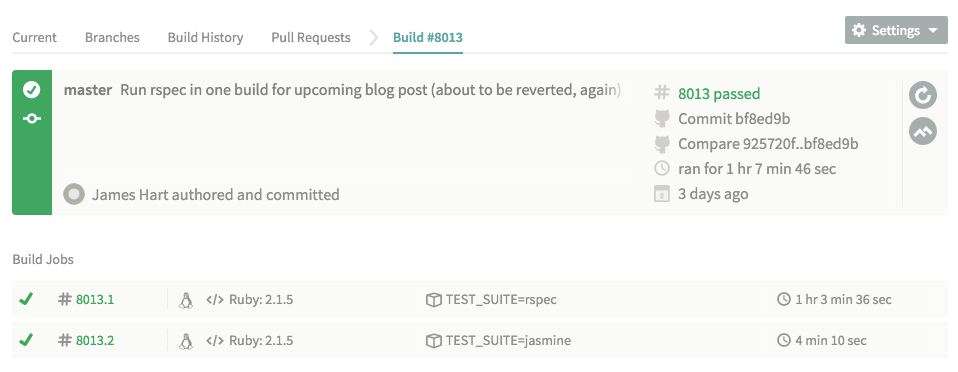 Current Branches Build History Pull Requests Build #8013 Settings
master Run rspec in one build for upcoming blog post (about to be reverted, again)
# 8013 passed
Commit bf8ed9b
Compare 925720f..bf8ed9b
ran for 1 hr 7 min 46 sec
3 days ago
James Hart authored and committed
Build Jobs
# 8013.1 </> Ruby: 2.1.5 TEST_SUITE=rspec 1 hr 3 min 36 sec
# 8013.2 </> Ruby: 2.1.5 TEST_SUITE=jasmine 4 min 10 sec